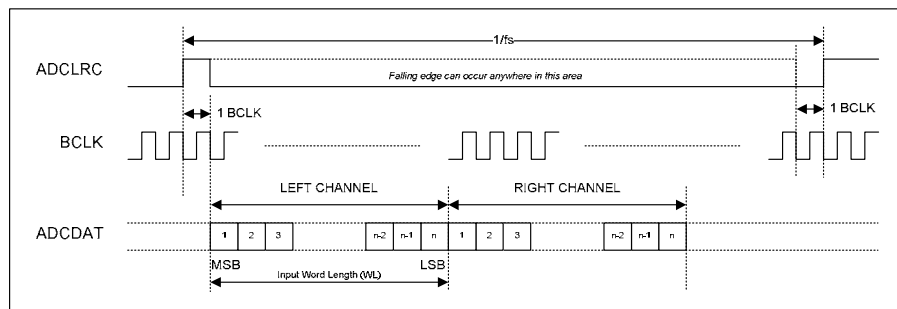 1/fs
ADCLRC
Falling edge can occur anywhere in this area
1 BCLK
1 BCLK
BCLK
LEFT CHANNEL
RIGHT CHANNEL
ADCDAT
1 2 3 n-2 n-1 n 1 2 3 n-2 n-1 n
MSB
LSB
Input Word Length (WL)